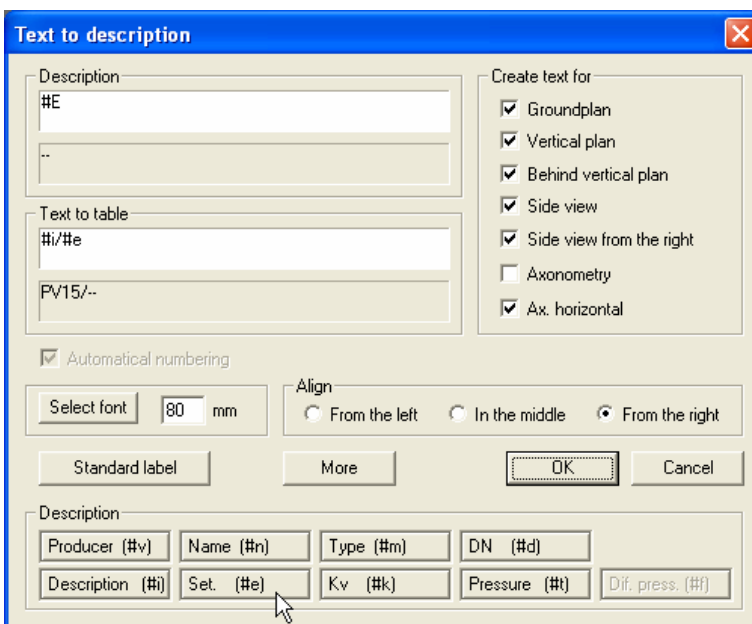 Text to description
Description
#E
--
Text to table
#i/#e
PV15/--
Create text for
Groundplan
Vertical plan
Behind vertical plan
Side view
Side view from the right
Axonometry
Ax. horizontal
Automatical numbering
Select font 80 mm
Align
From the left In the middle From the right
Standard label More OK Cancel
Description
Producer (#v) Name (#n) Type (#m) DN (#d)
Description (#i) Set. (#e) Kv (#k) Pressure (#t) Dif. press. (#f)